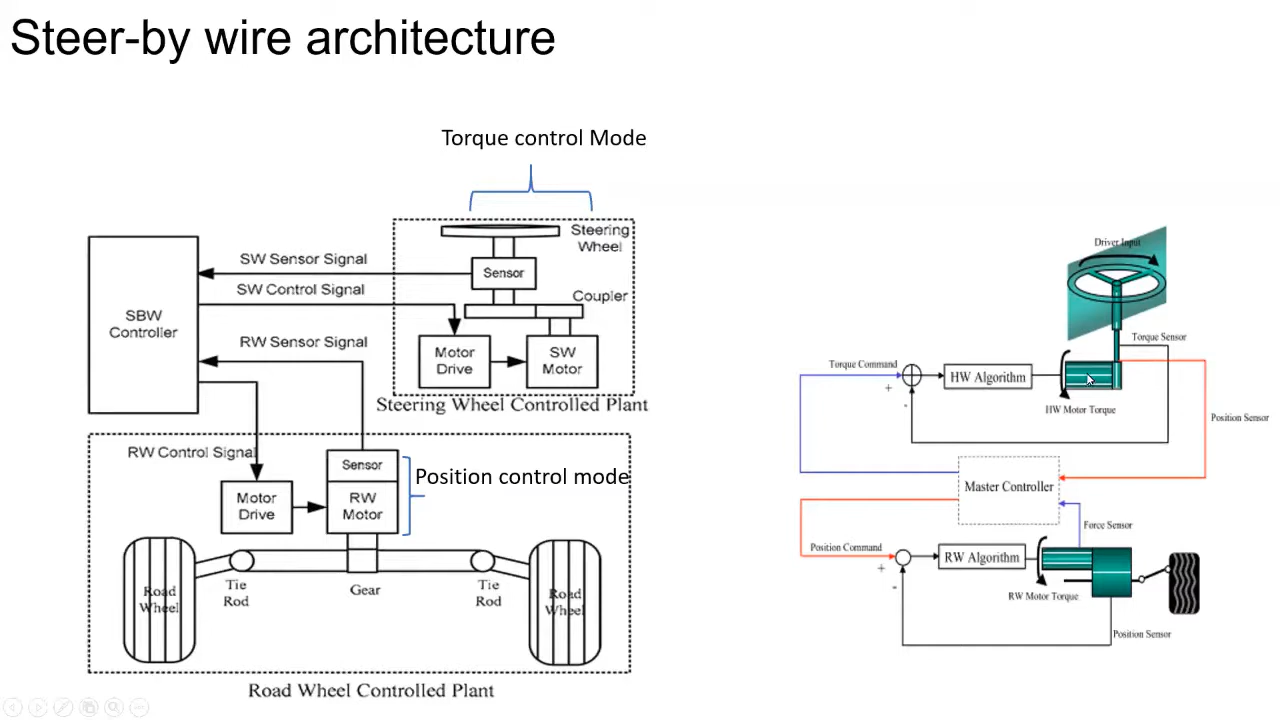 Steer-by wire architecture
Torque control Mode
Steering
Wheel
SW Sensor Signal
Sensor
SW Control Signal
Coupler
SBW
Controller
RW Sensor Signal
Motor
Drive
SW
Motor
Steering Wheel Controlled Plant
RW Control Signal
Sensor
Position control mode
Motor
Drive
RW
Motor
Road
Wheel
Tie
Rod
Gear
Tie
Rod
Road
Wheel
Road Wheel Controlled Plant
Driver Input
Torque Sensor
Torque Command
+
-
HW Algorithm
HW Motor Torque
Position Sensor
Master Controller
Force Sensor
Position Command
+
-
RW Algorithm
RW Motor Torque
Position Sensor